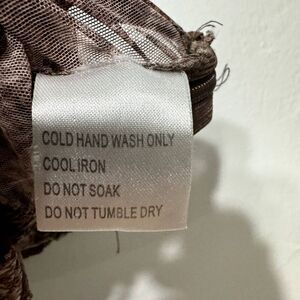 COLD HAND WASH ONLY
COOL IRON
DO NOT SOAK
DO NOT TUMBLE DRY